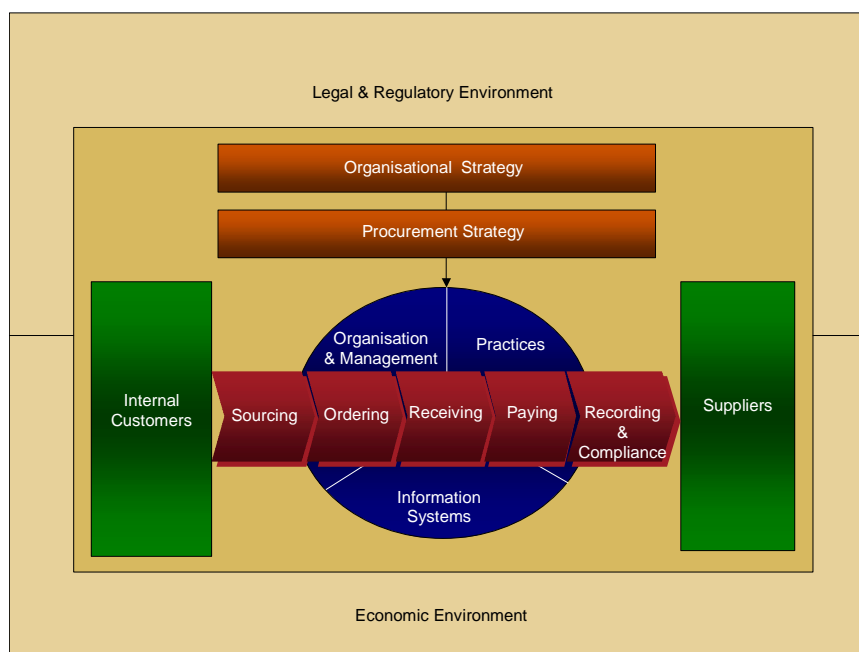 Legal & Regulatory Environment
Organisational Strategy
Procurement Strategy
Organisation
& Management
Practices
Internal
Customers
Sourcing
Ordering
Receiving
Paying
Recording
&
Compliance
Suppliers
Information
Systems
Economic Environment